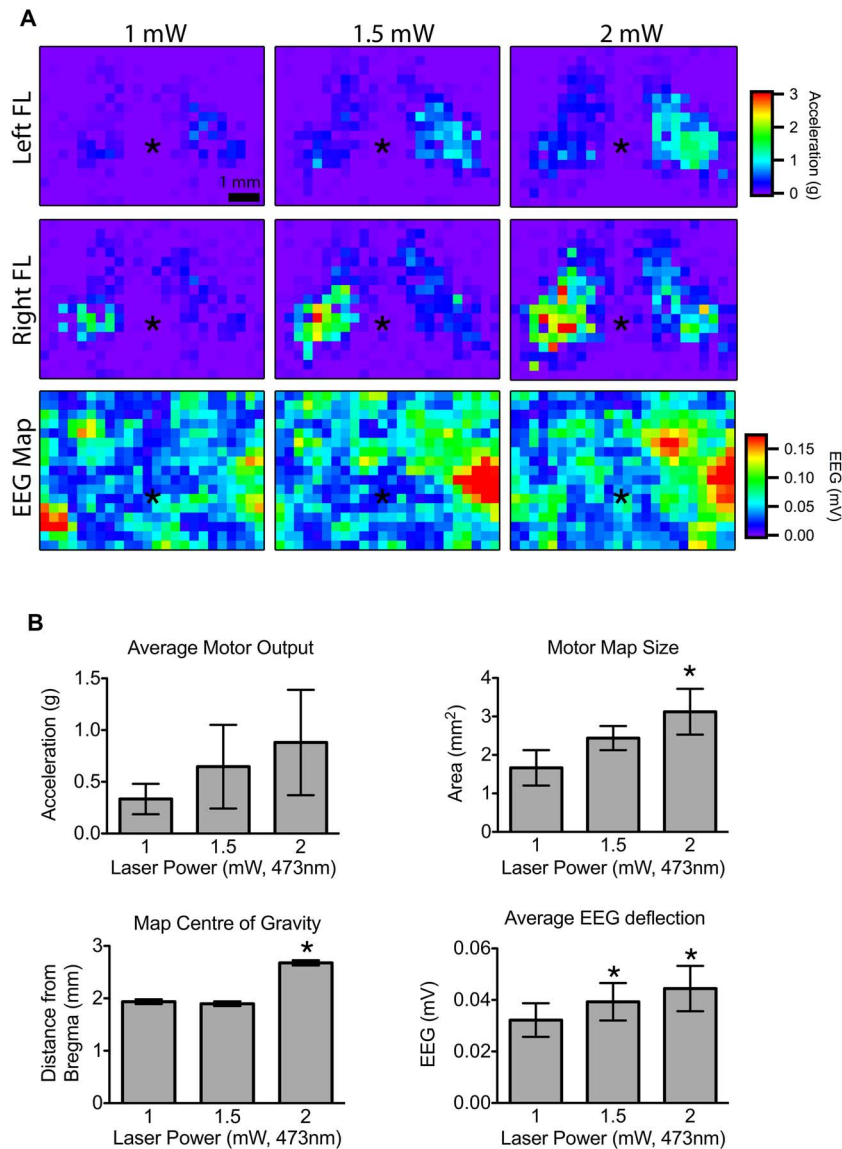 A
1 mW
1.5 mW
2 mW
Left FL
*
*
*
1 mm
3
2
1
0
Acceleration (g)
Right FL
*
*
*
EEG Map
*
*
*
0.15
0.10
0.05
0.00
EEG (mV)
B
Average Motor Output
Acceleration (g)
1.5
1.0
0.5
0.0
1
1.5
2
Laser Power (mW, 473nm)
Motor Map Size
Area (mm²)
4
3
2
1
0
*
1
1.5
2
Laser Power (mW, 473nm)
Map Centre of Gravity
Distance from
Bregma (mm)
3
2
1
0
*
1
1.5
2
Laser Power (mW, 473nm)
Average EEG deflection
EEG (mV)
0.06
0.04
0.02
0.00
*
*
1
1.5
2
Laser Power (mW, 473nm)